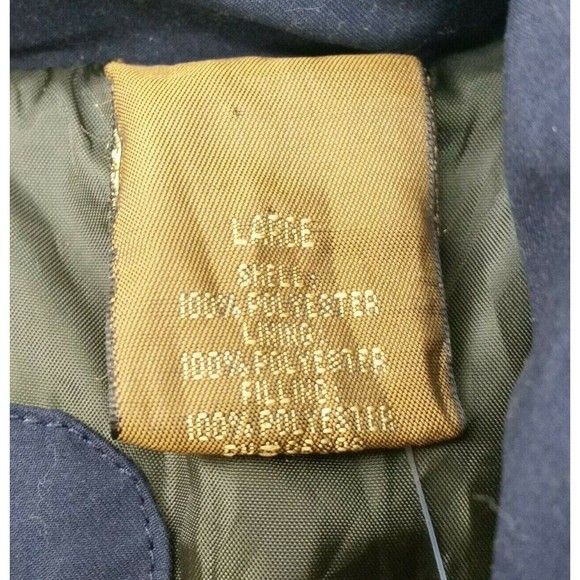 LARGE
SHELL:
100% POLYESTER
LINING:
100% POLYESTER
FILLING:
100% POLYESTER